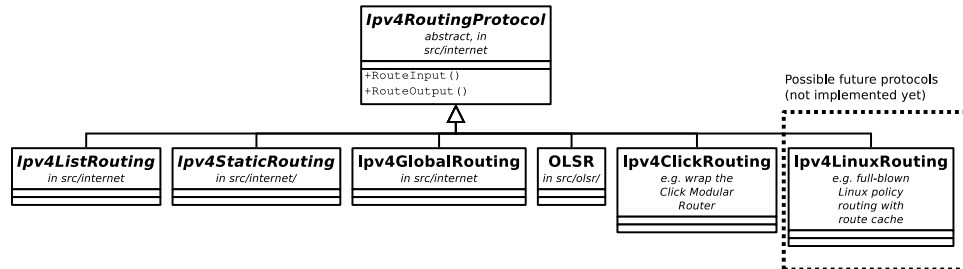 Ipv4RoutingProtocol
abstract, in
src/internet
+RouteInput()
+RouteOutput()
Possible future protocols
(not implemented yet)
Ipv4ListRouting
in src/internet
Ipv4StaticRouting
in src/internet/
Ipv4GlobalRouting
in src/internet
OLSR
in src/olsr/
Ipv4ClickRouting
e.g. wrap the
Click Modular
Router
Ipv4LinuxRouting
e.g. full-blown
Linux policy
routing with
route cache